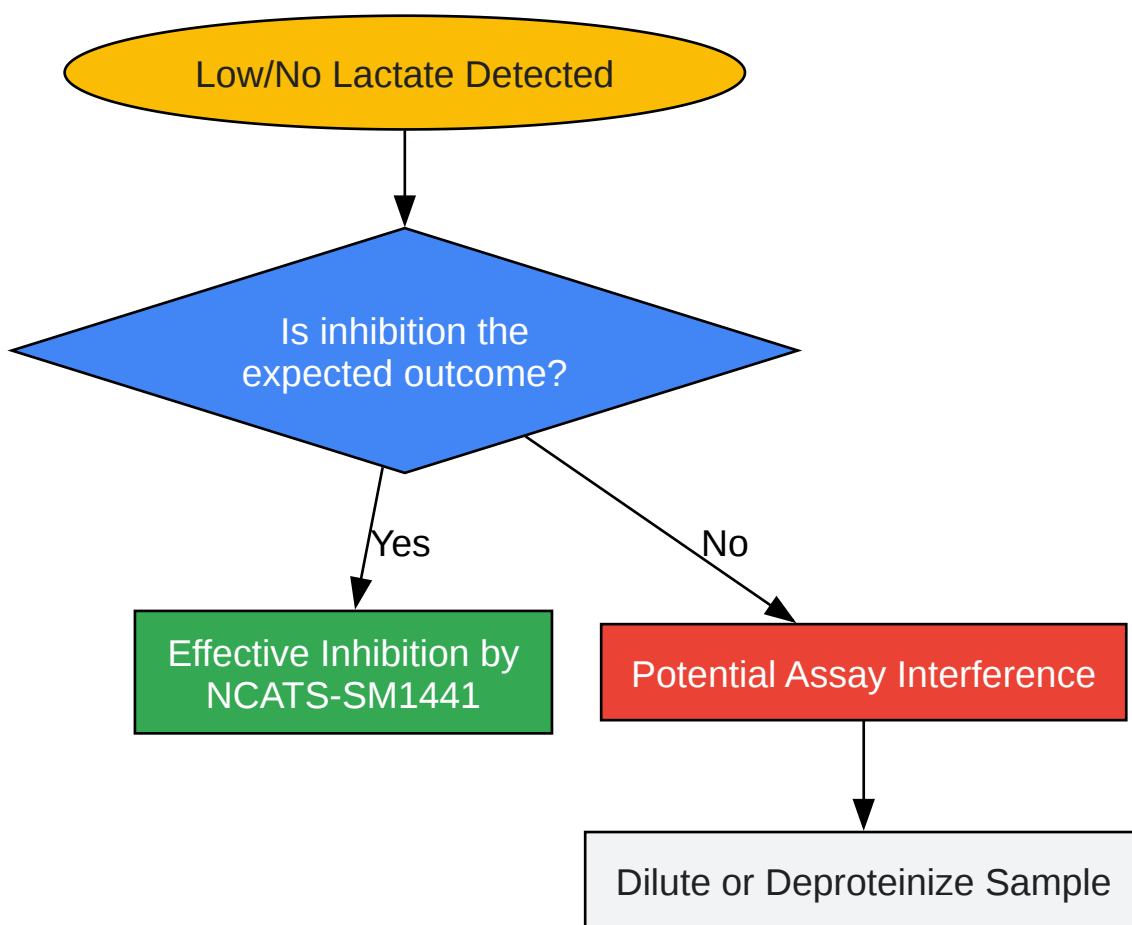 Low/No Lactate Detected
Is inhibition the
expected outcome?
Yes
No
Effective Inhibition by
NCATS-SM1441
Potential Assay Interference
Dilute or Deproteinize Sample